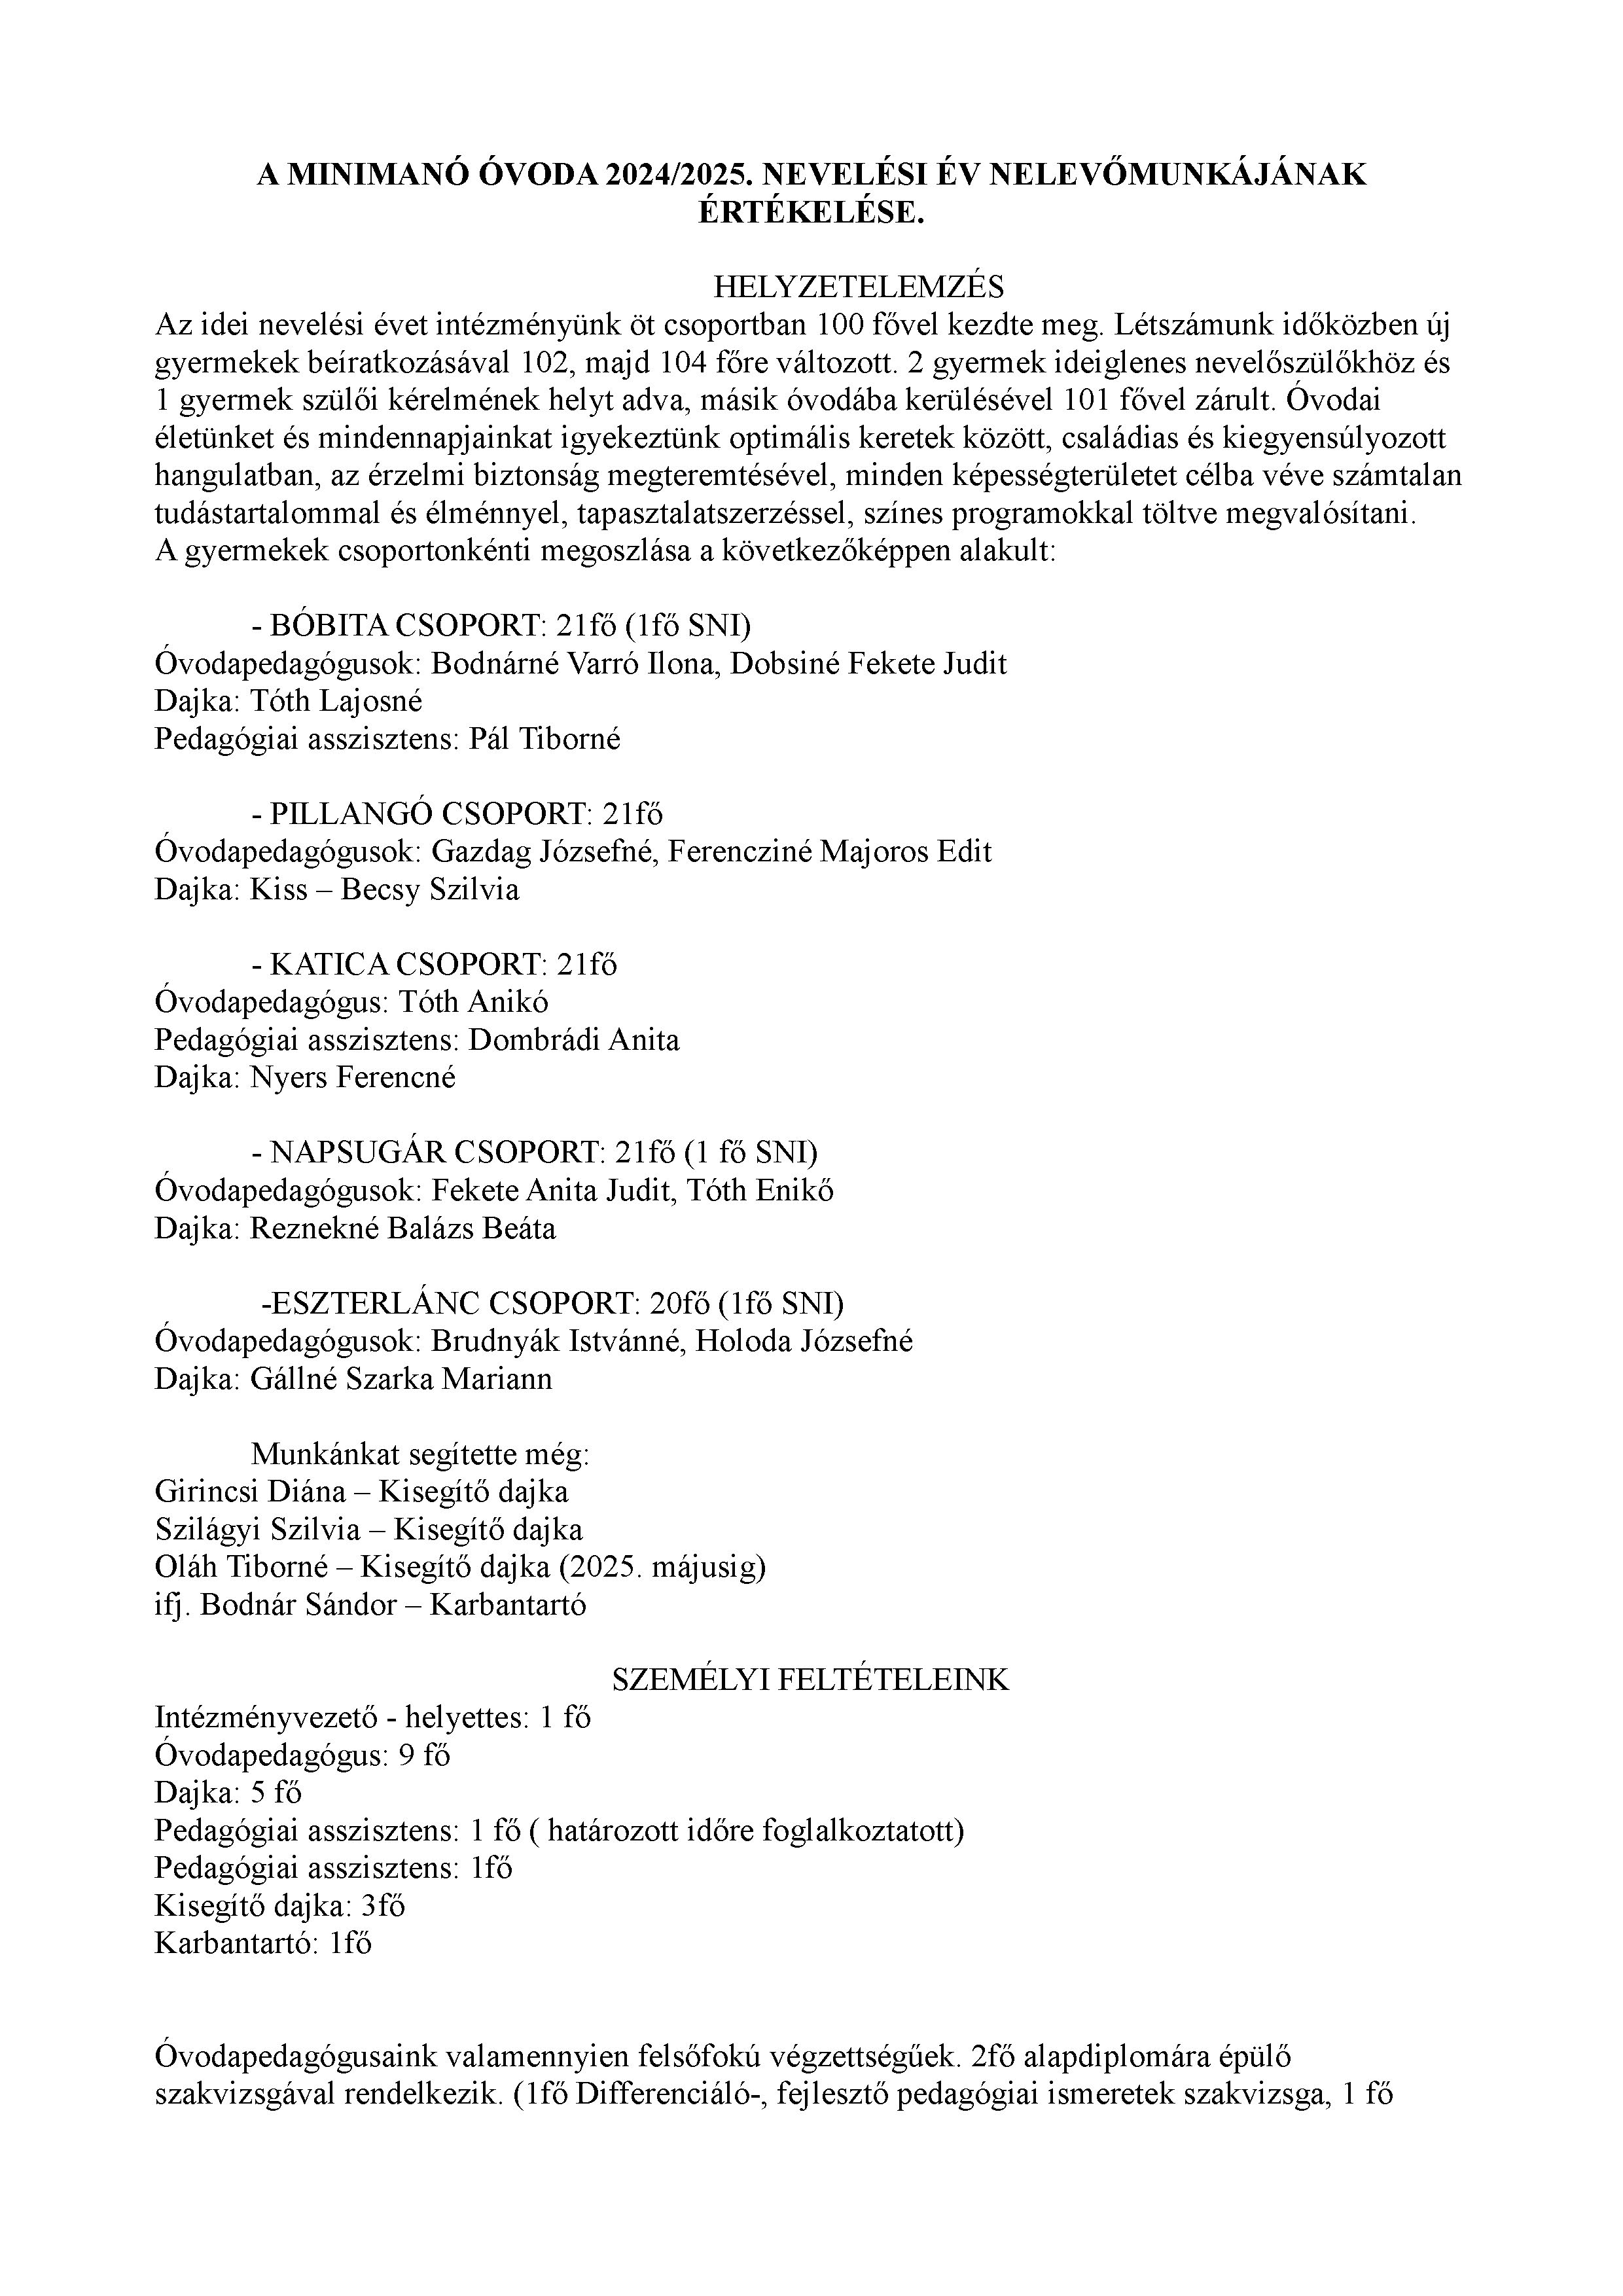 A MINIMANÓ ÓVODA 2024/2025. NEVELÉSI ÉV NELEVŐMUNKÁJÁNAK
ÉRTÉKELÉSE.
HELYZETELEMZÉS
Az idei nevelési évet intézményünk öt csoportban 100 fővel kezdte meg. Létszámunk időközben új
gyermekek beíratkozásával 102, majd 104 főre változott. 2 gyermek ideiglenes nevelőszülőkhöz és
1 gyermek szülői kérelmének helyt adva, másik óvodába kerülésével 101 fővel zárult. Óvodai
életünket és mindennapjainkat igyekeztünk optimális keretek között, családias és kiegyensúlyozott
hangulatban, az érzelmi biztonság megteremtésével, minden képességterületet célba véve számtalan
tudástartalommal és élménnyel, tapasztalatszerzéssel, színes programokkal töltve megvalósítani.
A gyermekek csoportonkénti megoszlása a következőképpen alakult:
- BÓBITA CSOPORT: 21fő (1fő SNI)
Óvodapedagógusok: Bodnárné Varró Ilona, Dobsiné Fekete Judit
Dajka: Tóth Lajosné
Pedagógiai asszisztens: Pál Tiborné
- PILLANGÓ CSOPORT: 21fő
Óvodapedagógusok: Gazdag Józsefné, Ferencziné Majoros Edit
Dajka: Kiss – Becsy Szilvia
- KATICA CSOPORT: 21fő
Óvodapedagógus: Tóth Anikó
Pedagógiai asszisztens: Dombrádi Anita
Dajka: Nyers Ferencné
- NAPSUGÁR CSOPORT: 21fő (1 fő SNI)
Óvodapedagógusok: Fekete Anita Judit, Tóth Enikő
Dajka: Reznekné Balázs Beáta
-ESZTERLÁNC CSOPORT: 20fő (1fő SNI)
Óvodapedagógusok: Brudnyák Istvánné, Holoda Józsefné
Dajka: Gállné Szarka Mariann
Munkánkat segítette még:
Girincsi Diána – Kisegítő dajka
Szilágyi Szilvia – Kisegítő dajka
Oláh Tiborné – Kisegítő dajka (2025. májusig)
ifj. Bodnár Sándor – Karbantartó
SZEMÉLYI FELTÉTELEINK
Intézményvezető - helyettes: 1 fő
Óvodapedagógus: 9 fő
Dajka: 5 fő
Pedagógiai asszisztens: 1 fő ( határozott időre foglalkoztatott)
Pedagógiai asszisztens: 1fő
Kisegítő dajka: 3fő
Karbantartó: 1fő
Óvodapedagógusaink valamennyien felsőfokú végzettségűek. 2fő alapdiplomára épülő
szakvizsgával rendelkezik. (1fő Differenciáló-, fejlesztő pedagógiai ismeretek szakvizsga, 1 fő